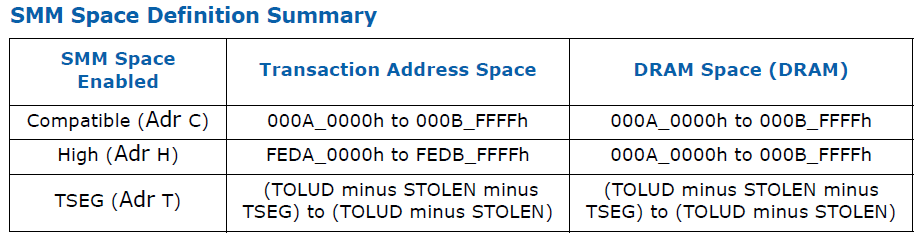 SMM Space Definition Summary
SMM Space
Enabled
Transaction Address Space
DRAM Space (DRAM)
Compatible (Adr C)
000A_0000h to 000B_FFFFh
000A_0000h to 000B_FFFFh
High (Adr H)
FEDA_0000h to FEDB_FFFFh
000A_0000h to 000B_FFFFh
TSEG (Adr T)
(TOLUD minus STOLEN minus
TSEG) to (TOLUD minus STOLEN)
(TOLUD minus STOLEN minus
TSEG) to (TOLUD minus STOLEN)